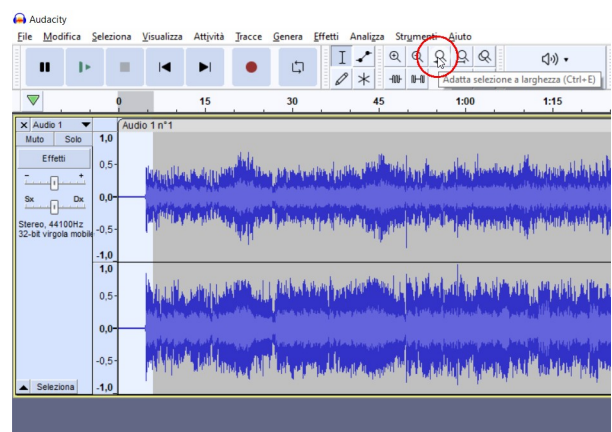 Audacity
File Modifica Seleziona Visualizza Attività Tracce Genera Effetti Analizza Strumenti Aiuto
Adatta selezione a larghezza (Ctrl+E)
0 15 30 45 1:00 1:15
Audio 1
Audio 1 n°1
Muto Solo
Effetti
- +
Sx Dx
Stereo, 44100Hz
32-bit virgola mobile
1,0
0,5-
0,0-
-0,5-
-1,0
1,0
0,5-
0,0-
-0,5-
-1,0
Seleziona